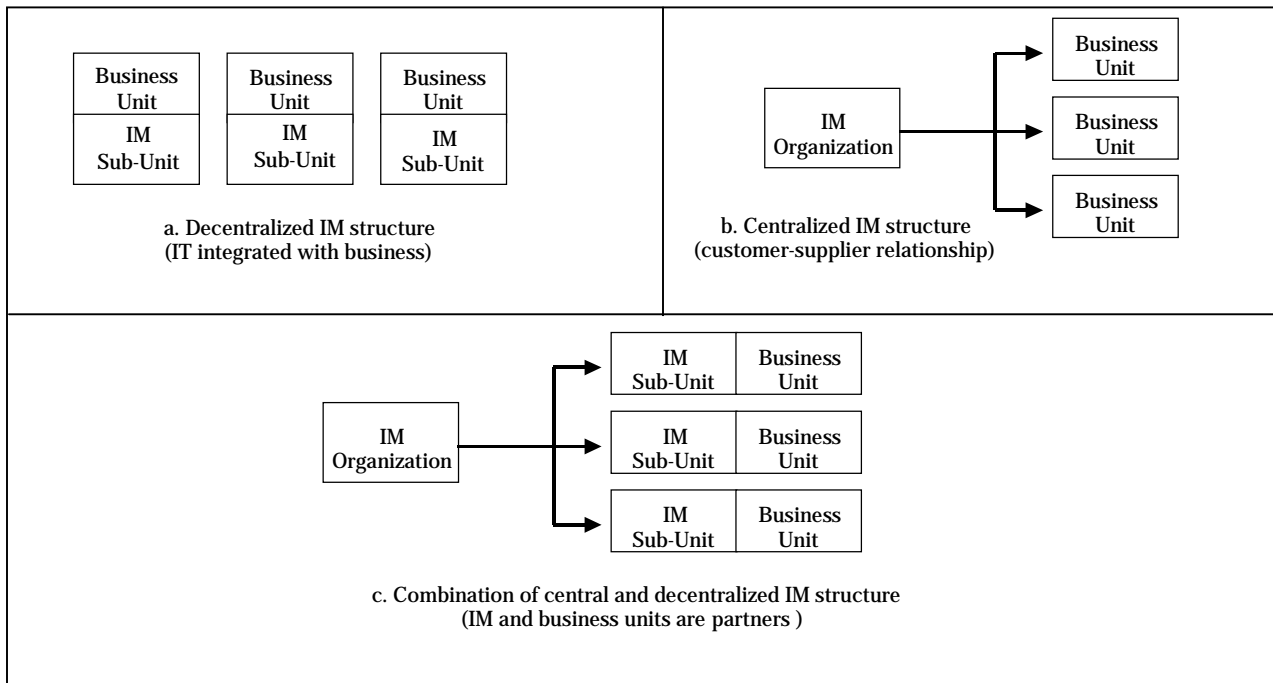 Business
Unit
IM
Sub-Unit
Business
Unit
IM
Sub-Unit
Business
Unit
IM
Sub-Unit
a. Decentralized IM structure
(IT integrated with business)
IM
Organization
Business
Unit
Business
Unit
Business
Unit
b. Centralized IM structure
(customer-supplier relationship)
IM
Organization
IM
Sub-Unit
Business
Unit
IM
Sub-Unit
Business
Unit
IM
Sub-Unit
Business
Unit
c. Combination of central and decentralized IM structure
(IM and business units are partners )